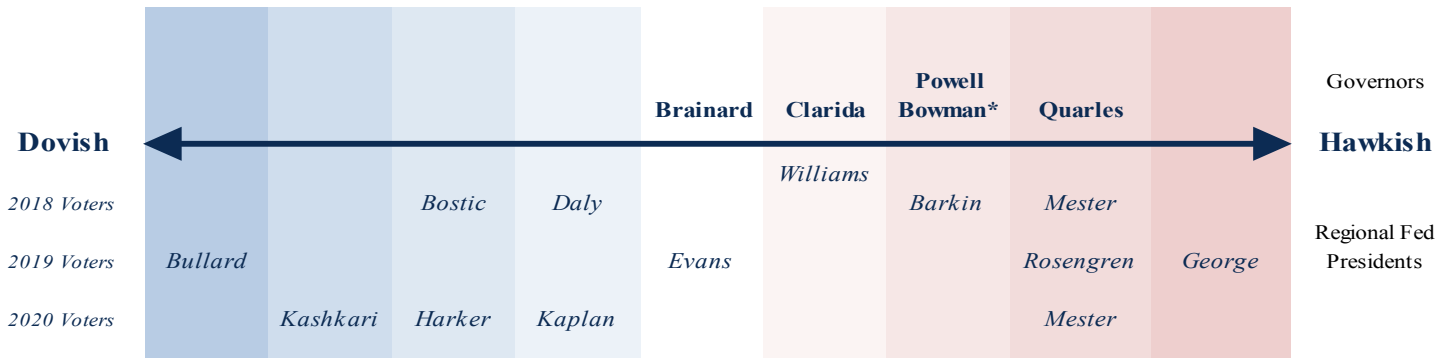 Powell
Governors
Brainard Clarida Bowman* Quarles
Dovish Hawkish
Williams
2018 Voters Bostic Daly Barkin Mester
Regional Fed
Presidents
2019 Voters Bullard Evans Rosengren George
2020 Voters Kashkari Harker Kaplan Mester